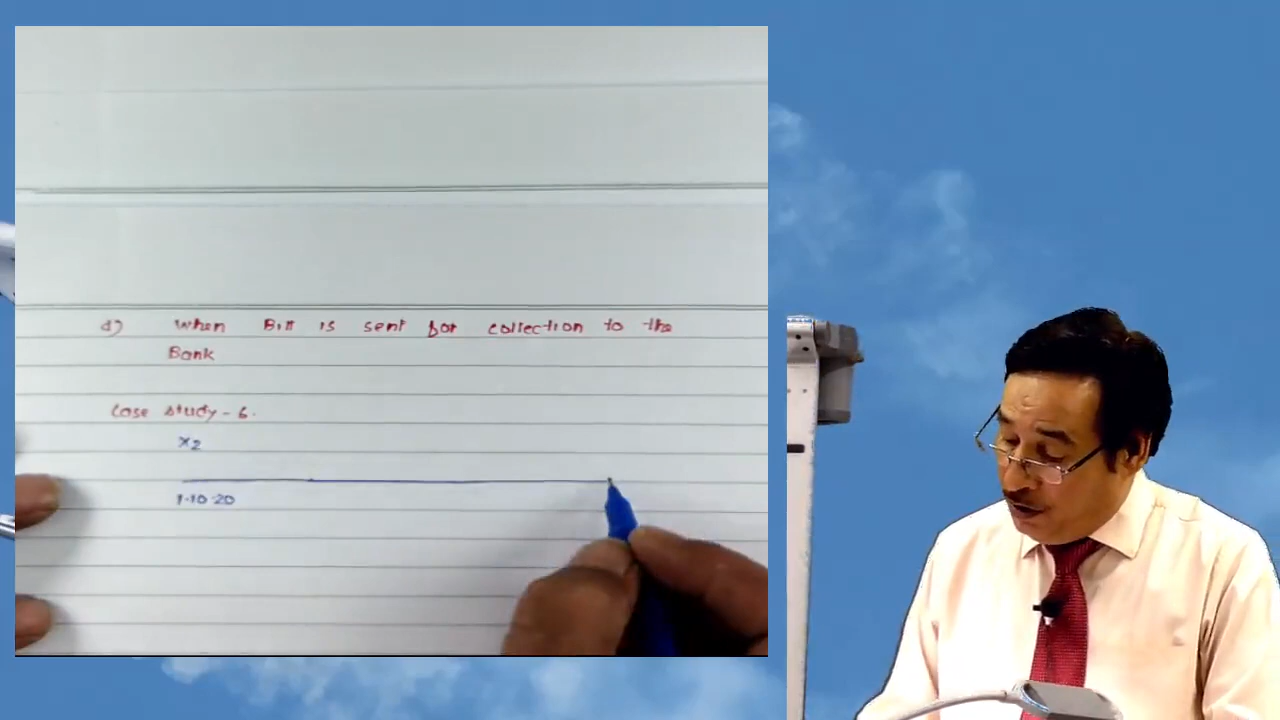 d) When Bill is sent for collection to the
Bank
Case study - 6.
X2
1.10.20